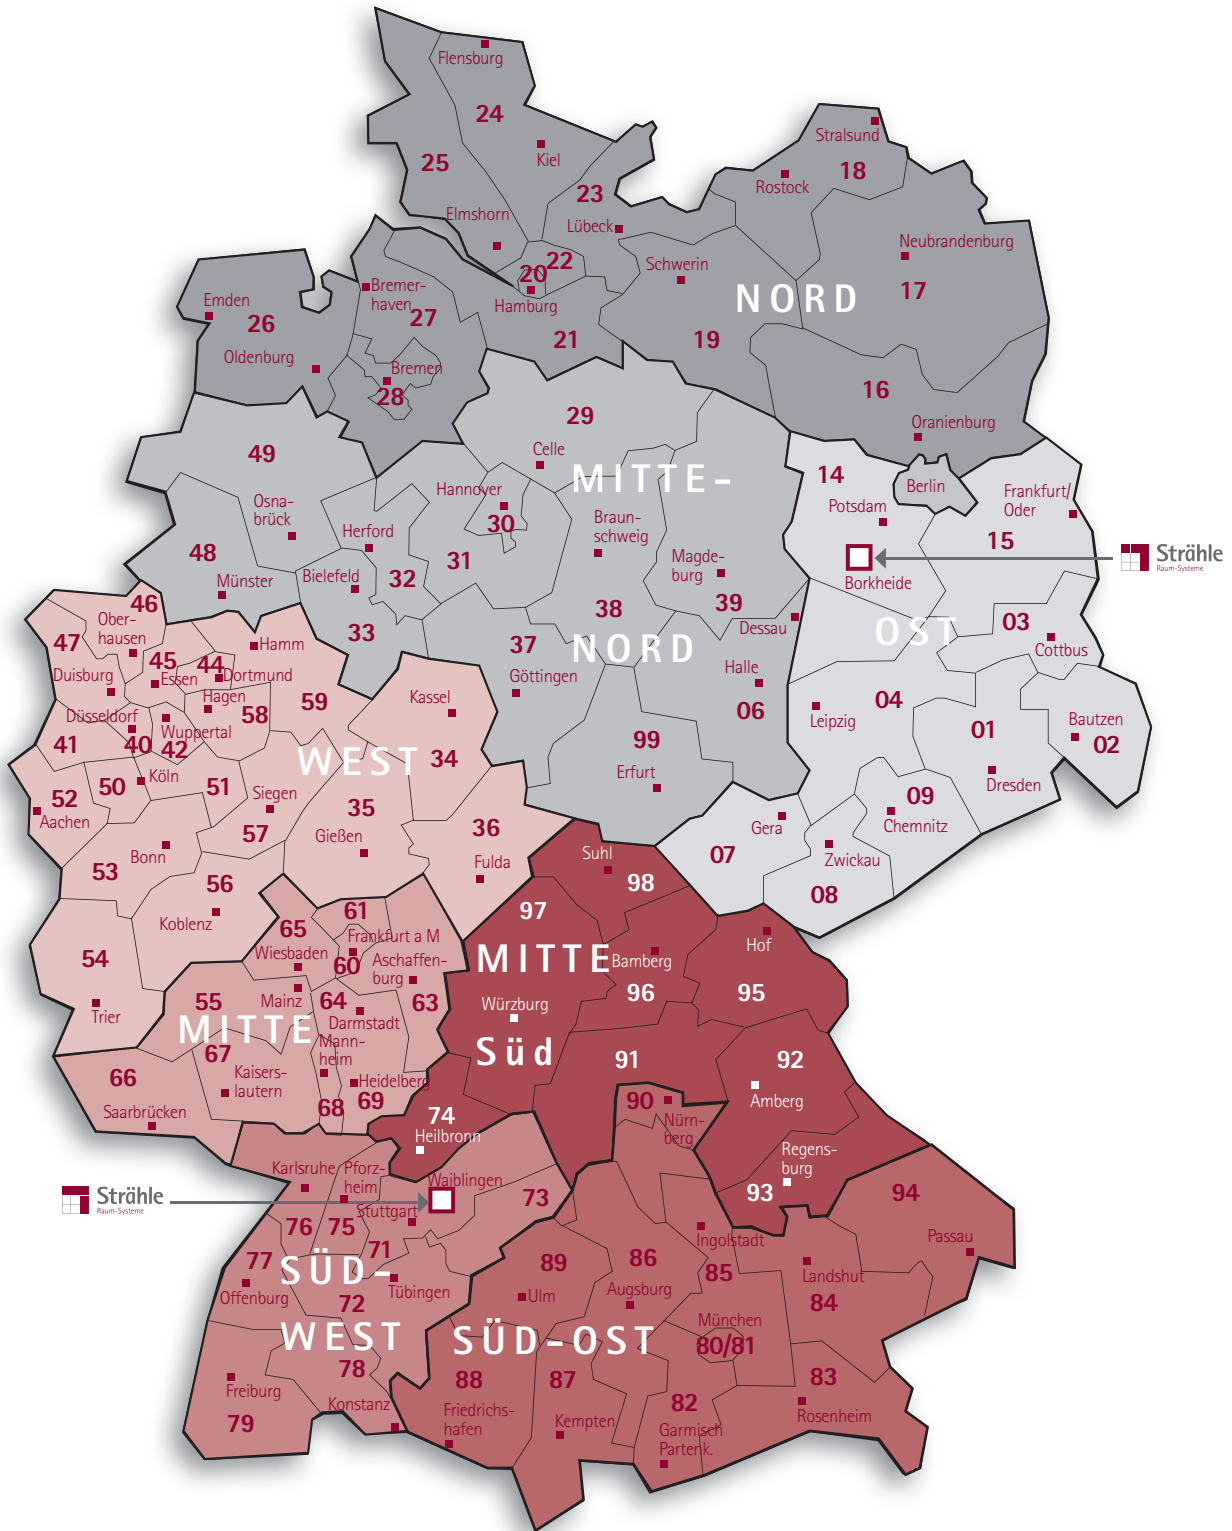 Flensburg
24
Kiel
25
23
Elmshorn
Lübeck
22
20
Hamburg
Stralsund
18
Rostock
Neubrandenburg
Schwerin
17
NORD
19
16
Oranienburg
Emden
26
Oldenburg
Bremer-
haven
27
21
Bremen
28
29
49
Celle
MITTE-
Hannover
30
Osna-
brück
Herford
Braun-
schweig
31
48
Münster
Bielefeld
32
Magde-
burg
38
39
33
Dessau
37
NORD
Göttingen
Halle
06
99
Erfurt
14
Berlin
Potsdam
Frankfurt/
Oder
15
Strähle
Raum-Systeme
Borkheide
OST
03
Cottbus
04
Leipzig
01
Bautzen
02
Dresden
09
Chemnitz
Gera
07
Zwickau
08
46
Ober-
hausen
47
Hamm
45
44
Duisburg
Essen
Dortmund
Hagen
59
Düsseldorf
58
Kassel
41
40
Wuppertal
42
WEST
34
Köln
50
51
52
Aachen
Siegen
35
57
Gießen
36
Bonn
53
Fulda
56
Koblenz
54
Trier
61
65
Frankfurt a M
Wiesbaden
60
Aschaffen-
burg
55
Mainz
64
63
MITTE
Darmstadt
67
Mann-
heim
66
Kaisers-
lautern
Heidelberg
Saarbrücken
68
69
Suhl
98
97
MITTE
Bamberg
Hof
96
95
Würzburg
Süd
91
92
Amberg
74
Heilbronn
Regens-
burg
93
90
Nürn-
berg
Strähle
Raum-Systeme
Karlsruhe
Pforz-
heim
Waiblingen
73
Stuttgart
76
75
71
77
SÜD-
Offenburg
Tübingen
72
WEST
78
Freiburg
Konstanz
79
94
Passau
Ingolstadt
89
86
85
Landshut
Ulm
Augsburg
84
München
SÜD-OST
80/81
88
87
83
82
Friedrichs-
hafen
Kempten
Garmisch
Partenk.
Rosenheim